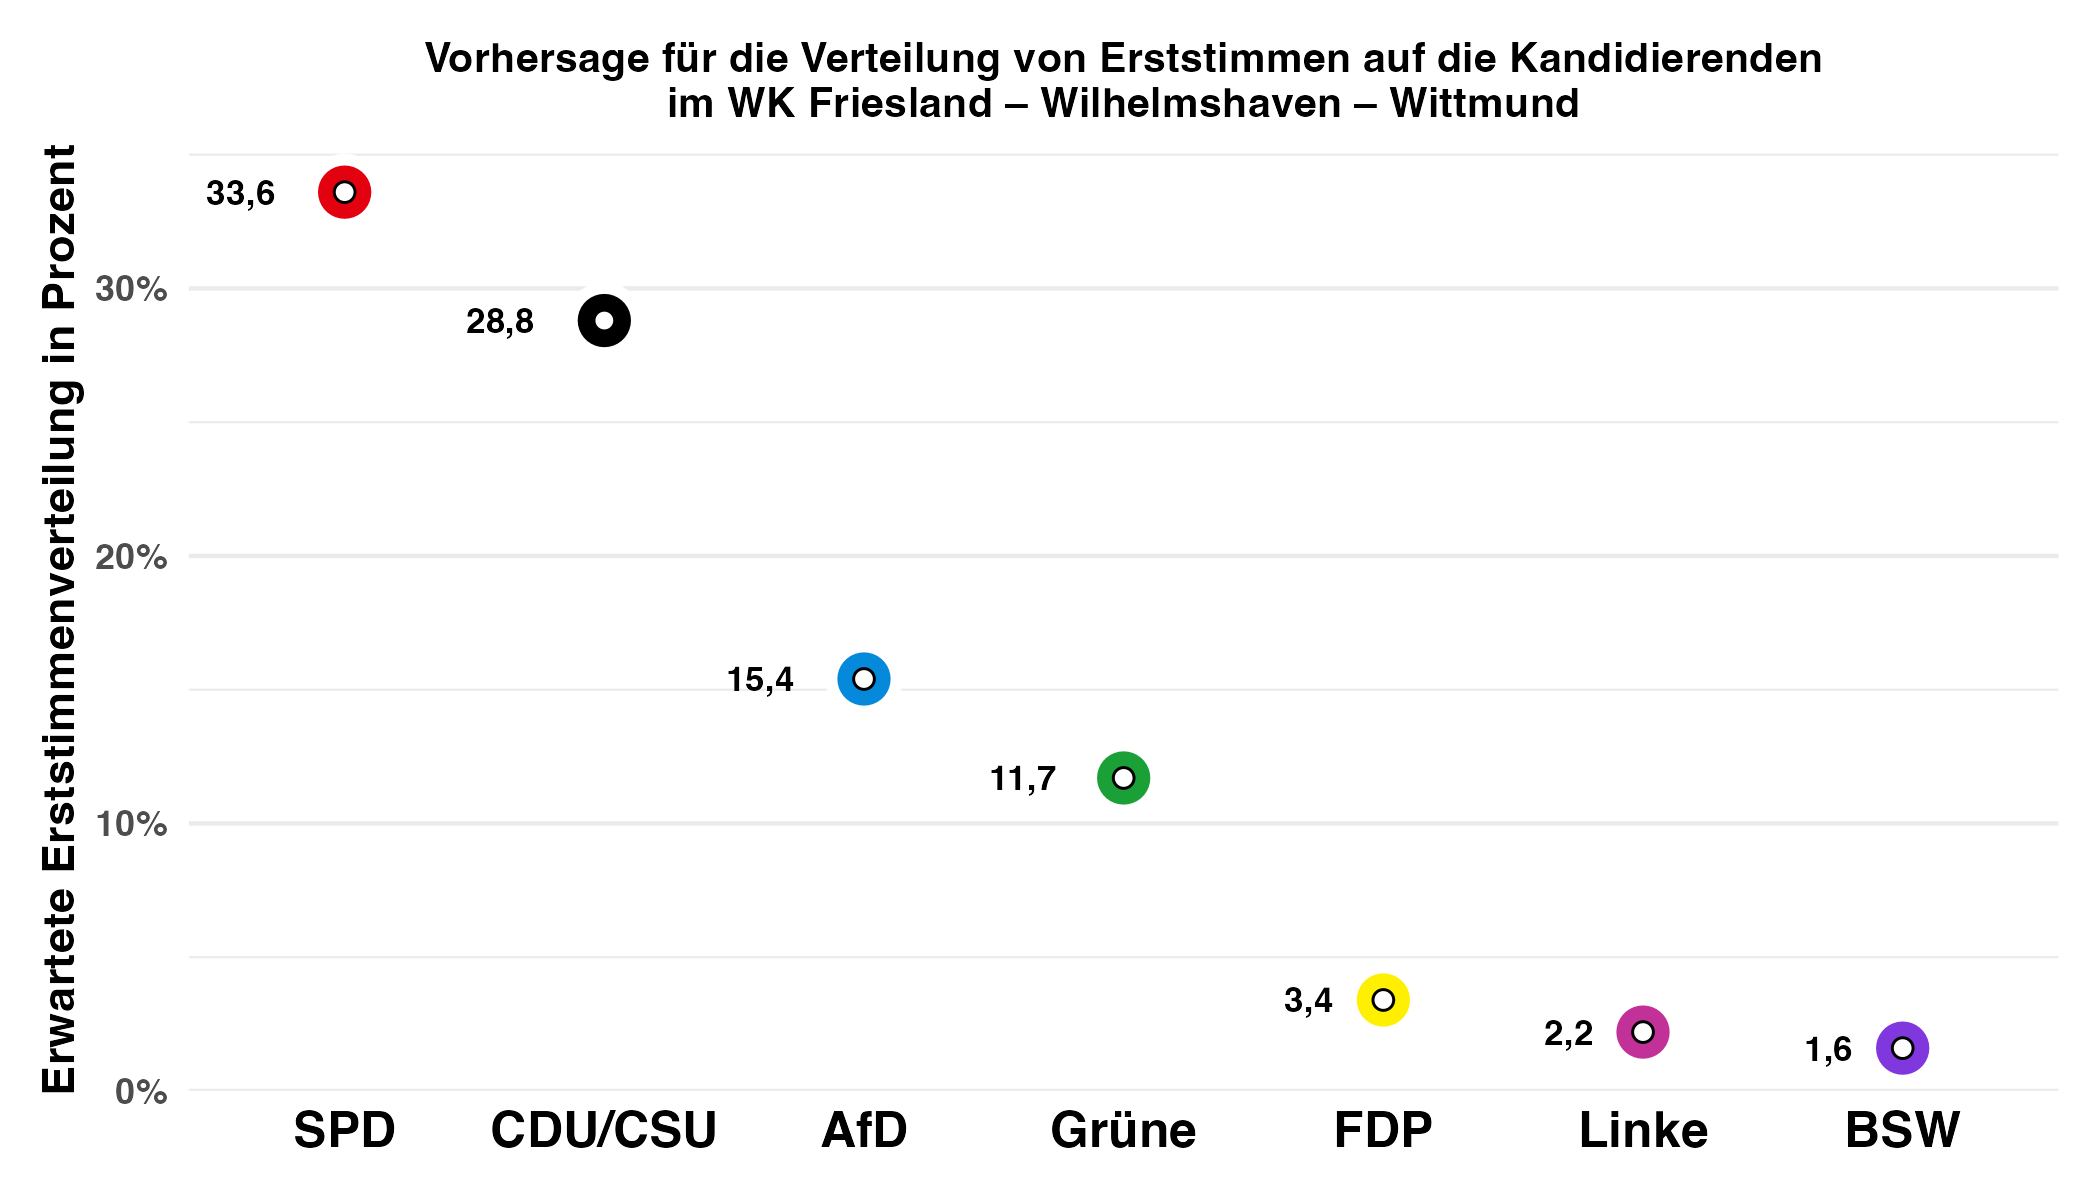 Vorhersage für die Verteilung von Erststimmen auf die Kandidierenden
im WK Friesland – Wilhelmshaven – Wittmund
Erwartete Erststimmenverteilung in Prozent
33,6
30%
28,8
20%
15,4
11,7
10%
3,4
2,2
1,6
0%
SPD CDU/CSU AfD Grüne FDP Linke BSW